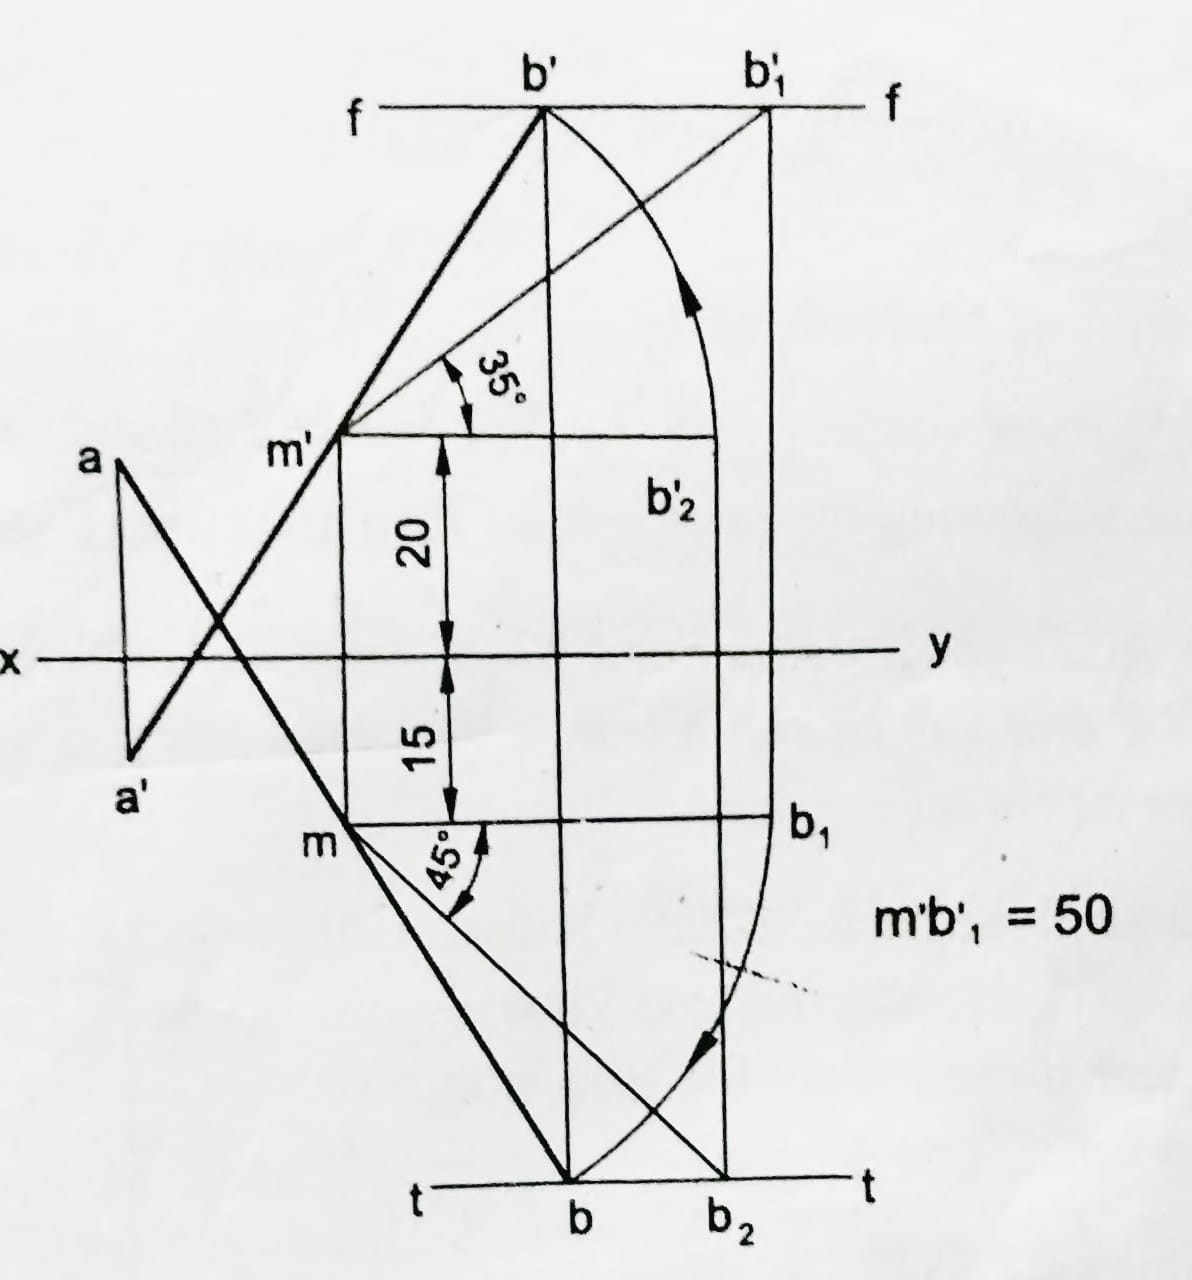 b' b'₁
f f
35°
m'
a
b'₂
20
x y
15
a'
m b₁
45°
m'b'₁ = 50
t t
b b₂